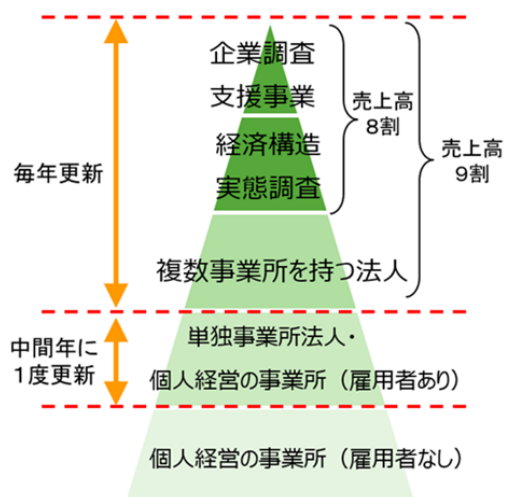 企業調査
支援事業
経済構造
実態調査
売上高
8割
売上高
9割
毎年更新
複数事業所を持つ法人
中間年に
1度更新
単独事業所法人・
個人経営の事業所（雇用者あり）
個人経営の事業所（雇用者なし）